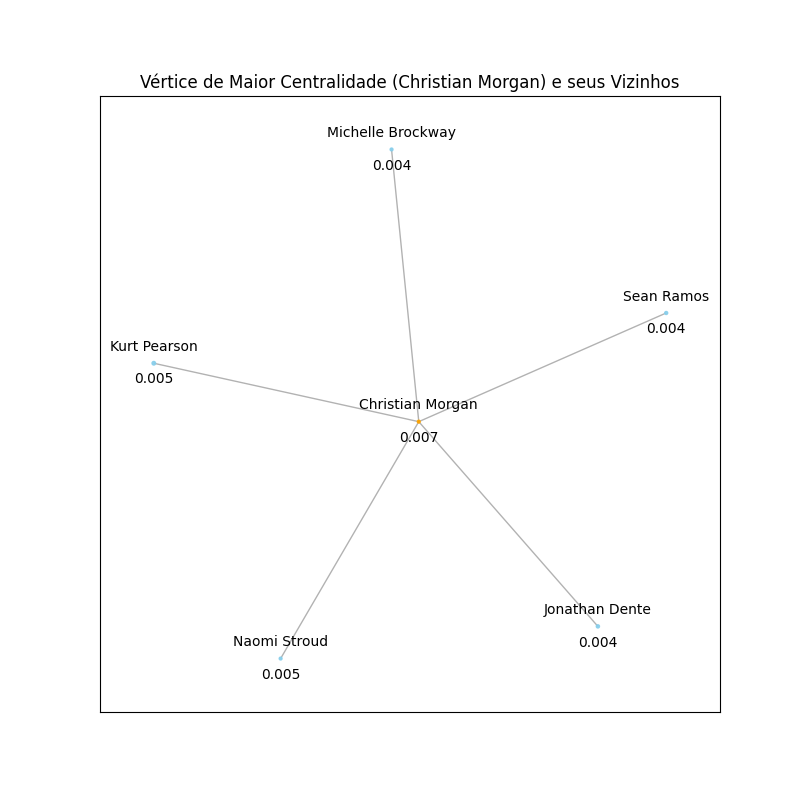 Vértice de Maior Centralidade (Christian Morgan) e seus Vizinhos
Michelle Brockway
0.004
Sean Ramos
0.004
Kurt Pearson
0.005
Christian Morgan
0.007
Jonathan Dente
0.004
Naomi Stroud
0.005